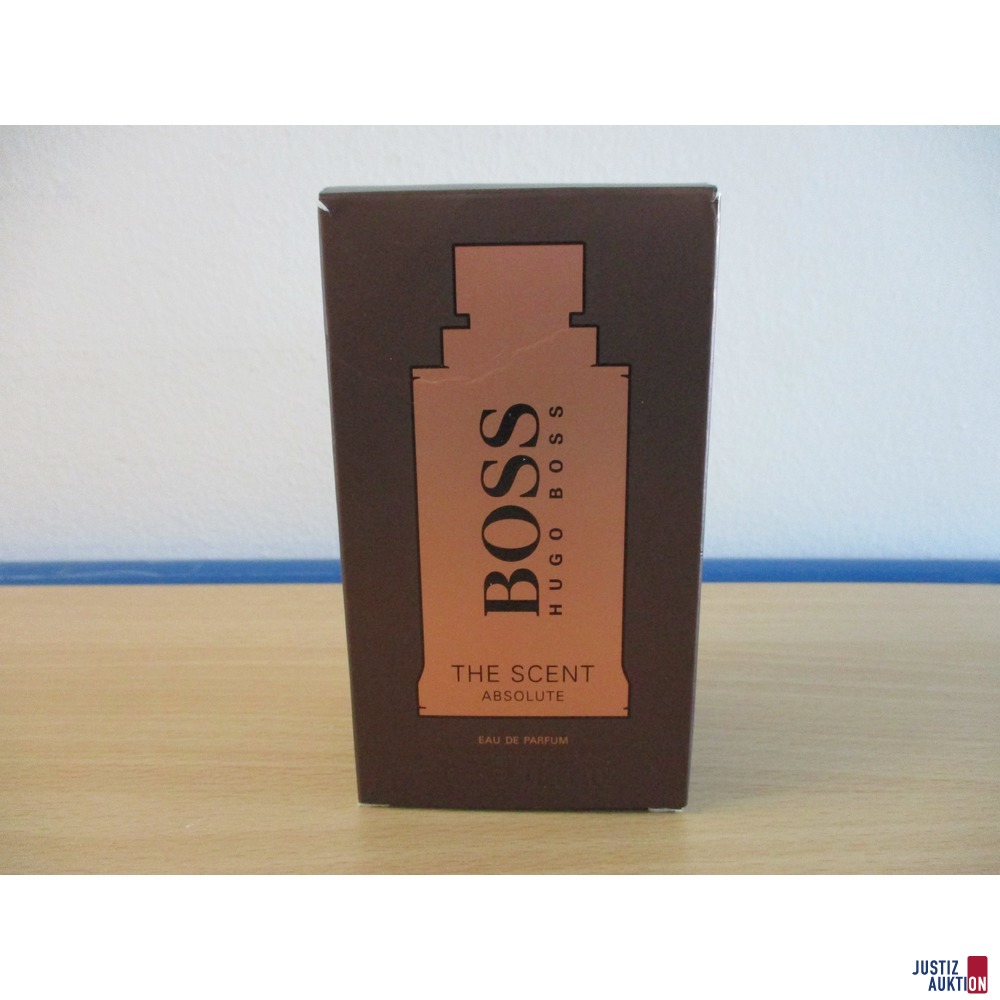 BOSS
HUGO BOSS
THE SCENT
ABSOLUTE
EAU DE PARFUM
JUSTIZ
AUKTION